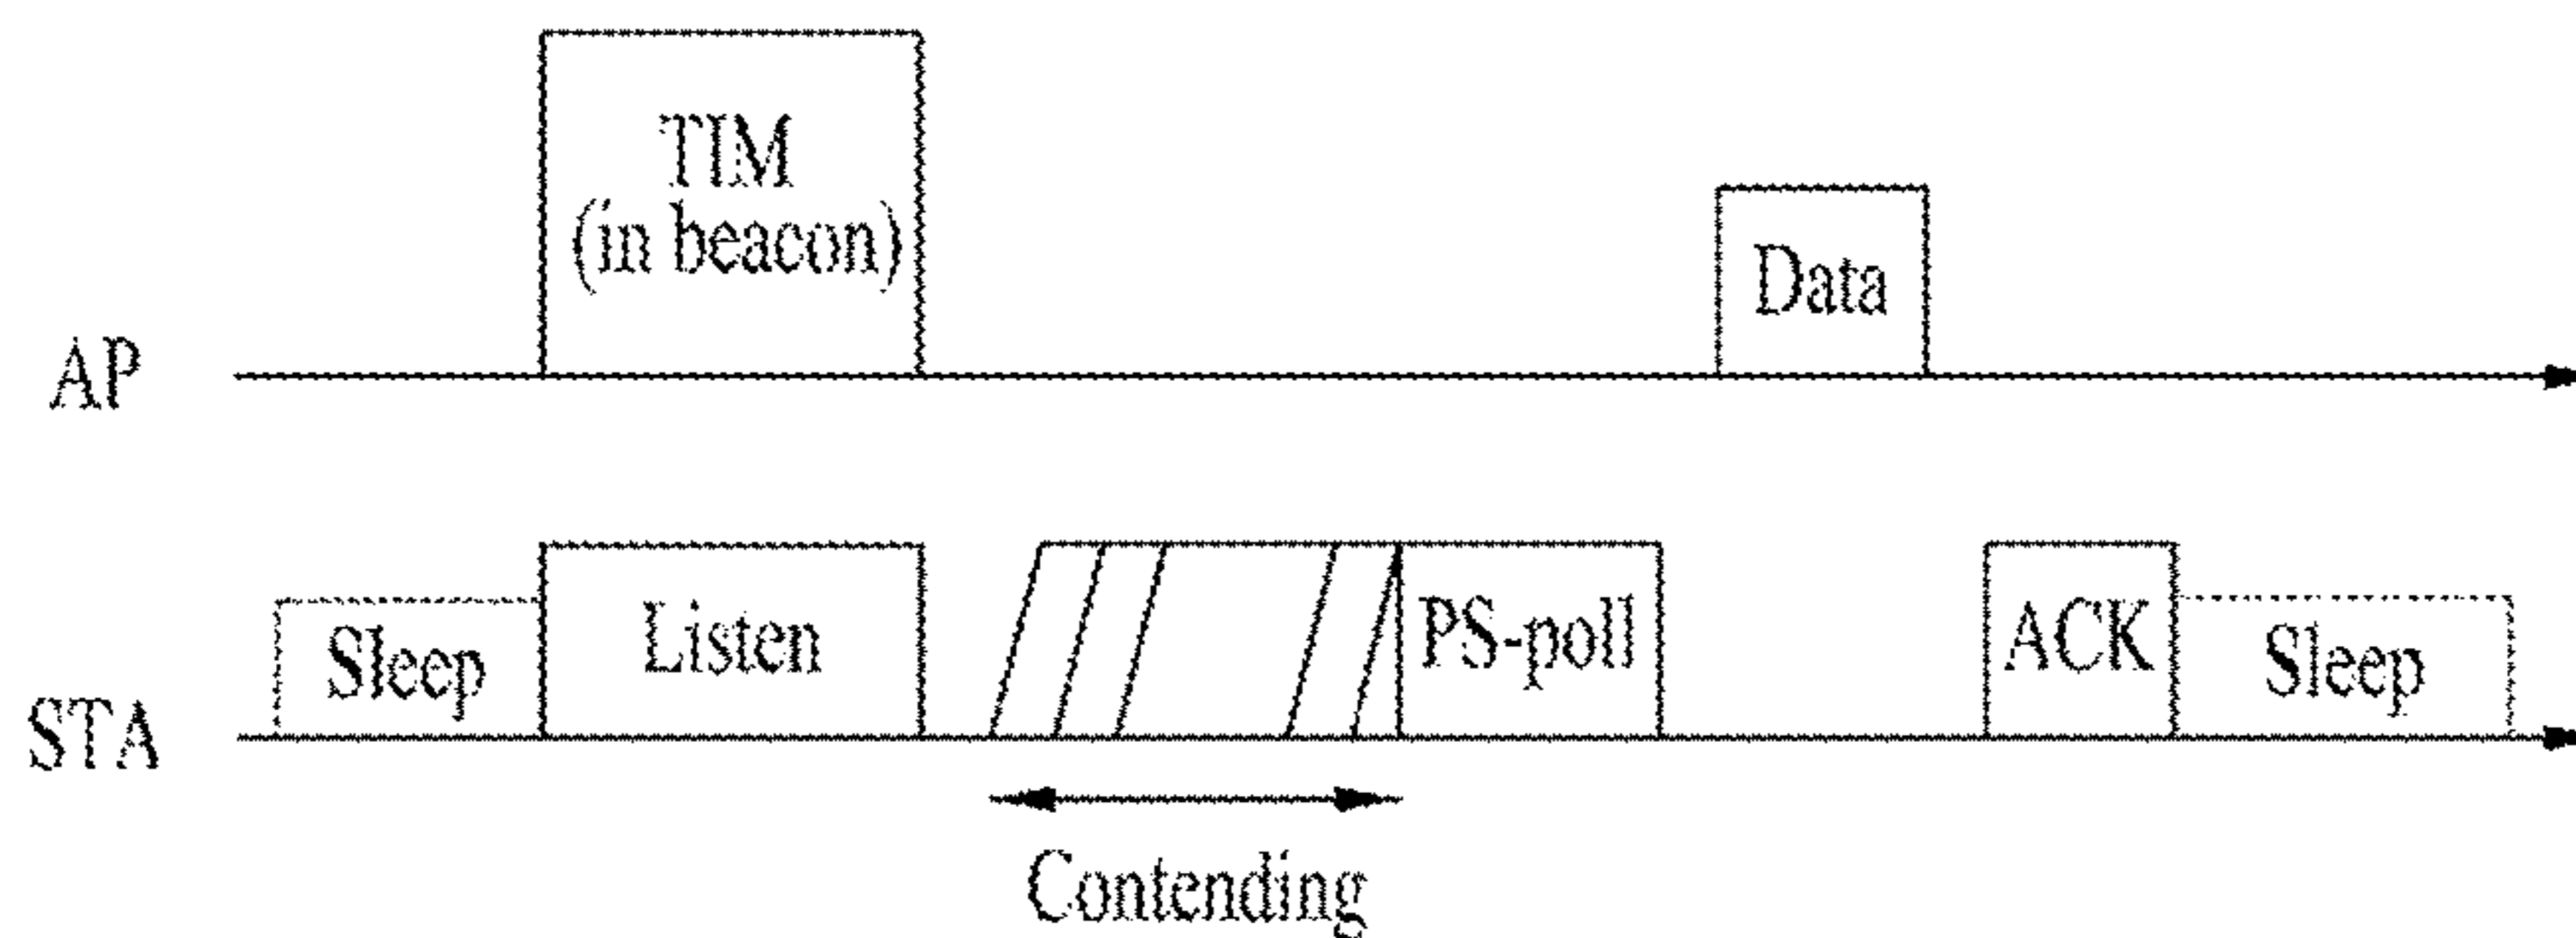 TIM
(in beacon)
Data
AP
Sleep
Listen
PS-poll
ACK
Sleep
STA
Contending